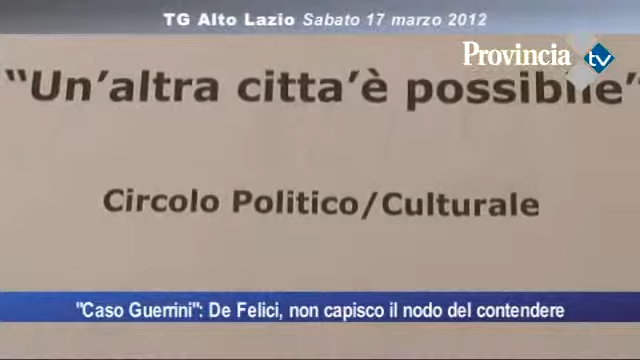 TG Alto Lazio Sabato 17 marzo 2012
Provincia tv
“Un’altra citta’è possibile”
Circolo Politico/Culturale
"Caso Guerrini": De Felici, non capisco il nodo del contendere